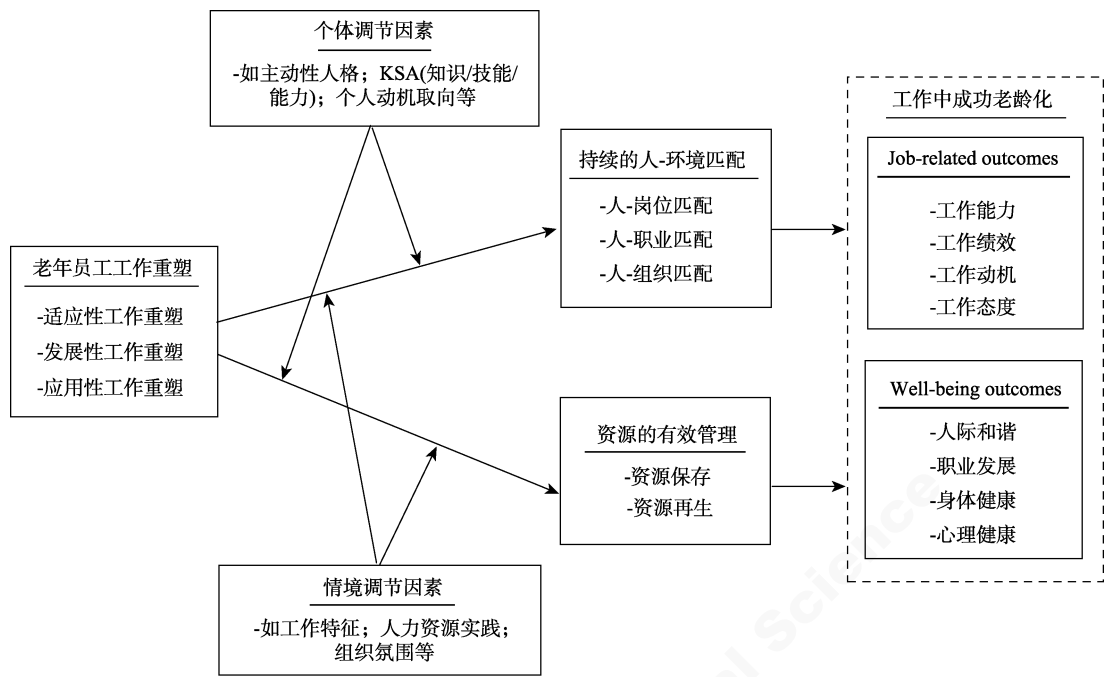 个体调节因素
-如主动性人格；KSA(知识/技能/
能力)；个人动机取向等
老年员工工作重塑
-适应性工作重塑
-发展性工作重塑
-应用性工作重塑
持续的人-环境匹配
-人-岗位匹配
-人-职业匹配
-人-组织匹配
资源的有效管理
-资源保存
-资源再生
情境调节因素
-如工作特征；人力资源实践；
组织氛围等
工作中成功老龄化
Job-related outcomes
-工作能力
-工作绩效
-工作动机
-工作态度
Well-being outcomes
-人际和谐
-职业发展
-身体健康
-心理健康
Science